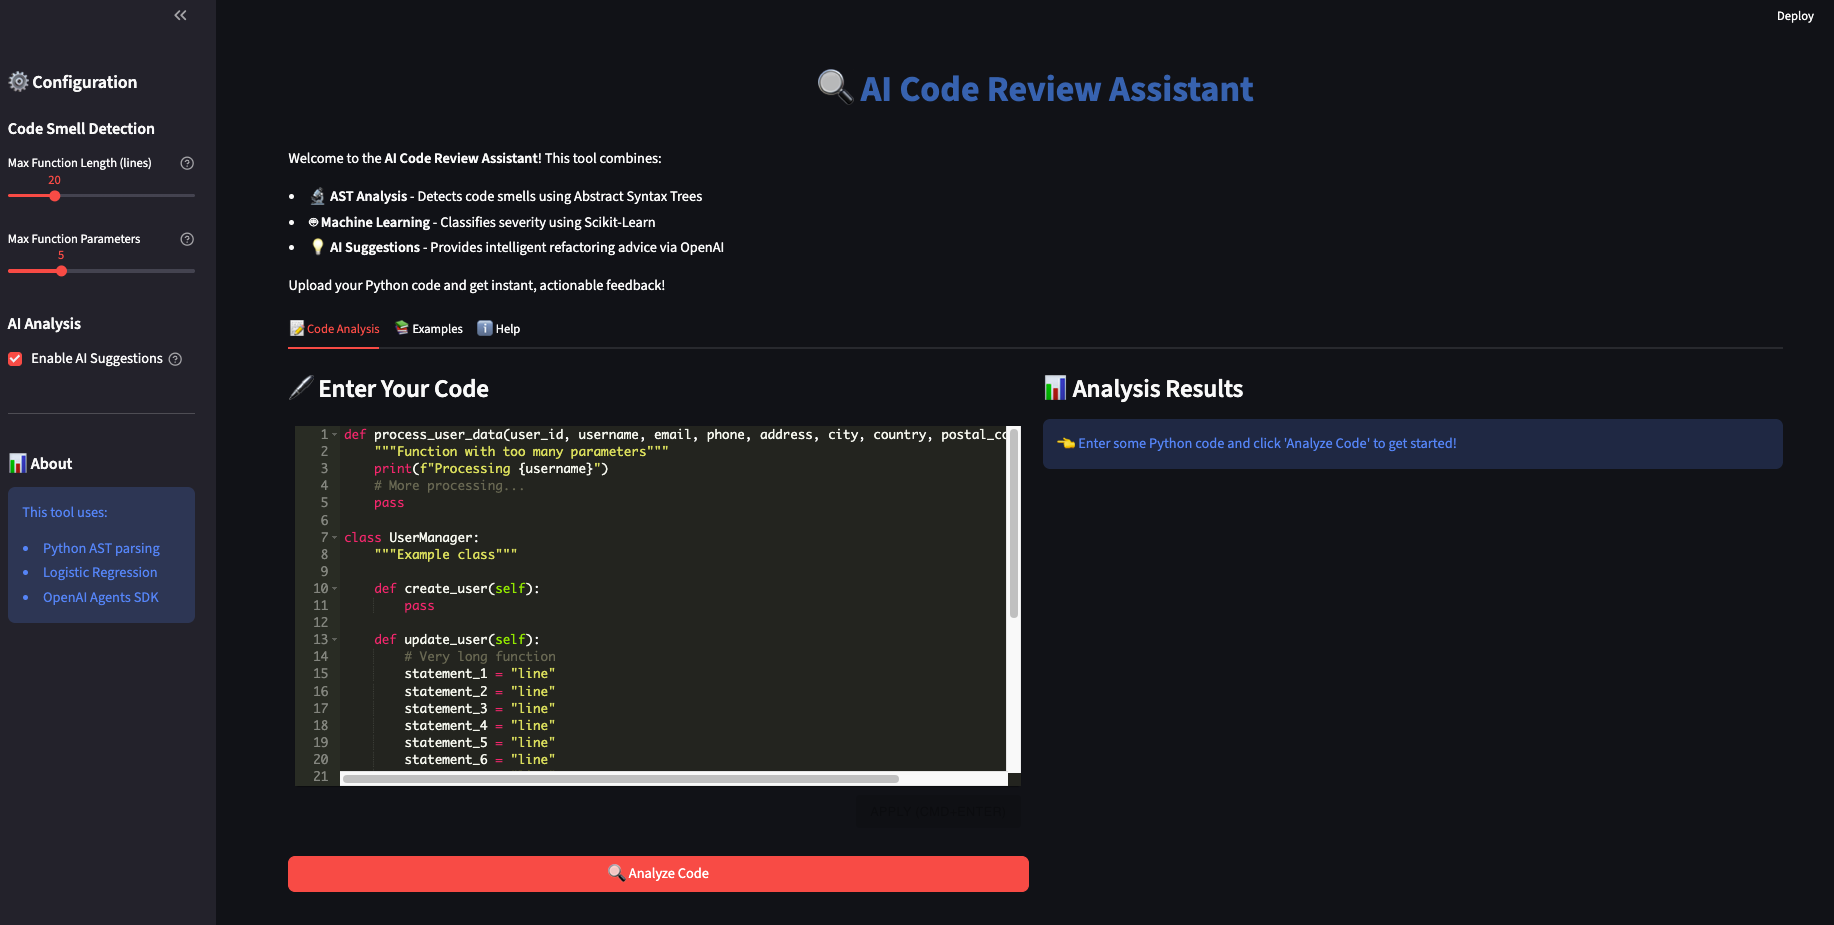 Deploy
Configuration
Code Smell Detection
Max Function Length (lines)
20
Max Function Parameters
5
AI Analysis
Enable AI Suggestions
About
This tool uses:
Python AST parsing
Logistic Regression
OpenAI Agents SDK
AI Code Review Assistant
Welcome to the AI Code Review Assistant! This tool combines:
AST Analysis - Detects code smells using Abstract Syntax Trees
Machine Learning - Classifies severity using Scikit-Learn
AI Suggestions - Provides intelligent refactoring advice via OpenAI
Upload your Python code and get instant, actionable feedback!
Code Analysis Examples Help
Enter Your Code
1 def process_user_data(user_id, username, email, phone, address, city, country, postal_co
2 """Function with too many parameters"""
3 print(f"Processing {username}")
4 # More processing...
5 pass
6
7 class UserManager:
8 """Example class"""
9
10 def create_user(self):
11 pass
12
13 def update_user(self):
14 # Very long function
15 statement_1 = "line"
16 statement_2 = "line"
17 statement_3 = "line"
18 statement_4 = "line"
19 statement_5 = "line"
20 statement_6 = "line"
21
Analyze Code
Analysis Results
Enter some Python code and click 'Analyze Code' to get started!